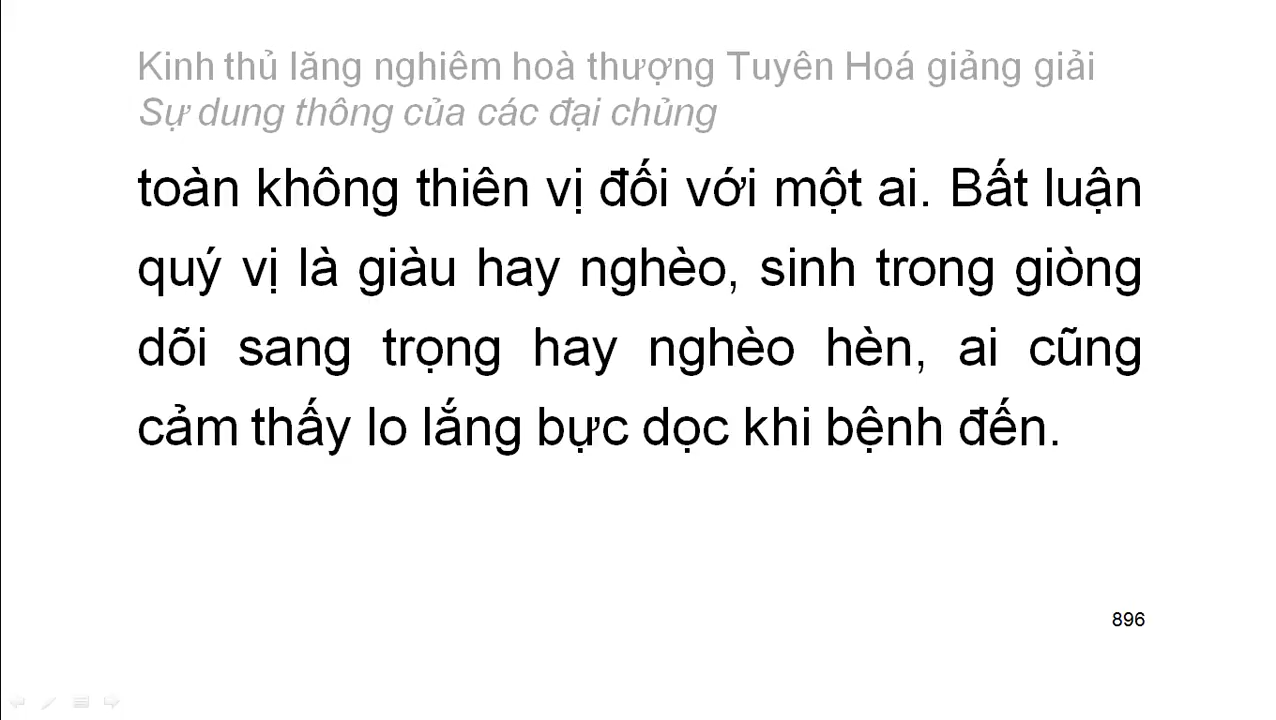 Kinh thủ lăng nghiêm hoà thượng Tuyên Hoá giảng giải
Sự dung thông của các đại chủng
toàn không thiên vị đối với một ai. Bất luận
quý vị là giàu hay nghèo, sinh trong giòng
dõi sang trọng hay nghèo hèn, ai cũng
cảm thấy lo lắng bực dọc khi bệnh đến.
896